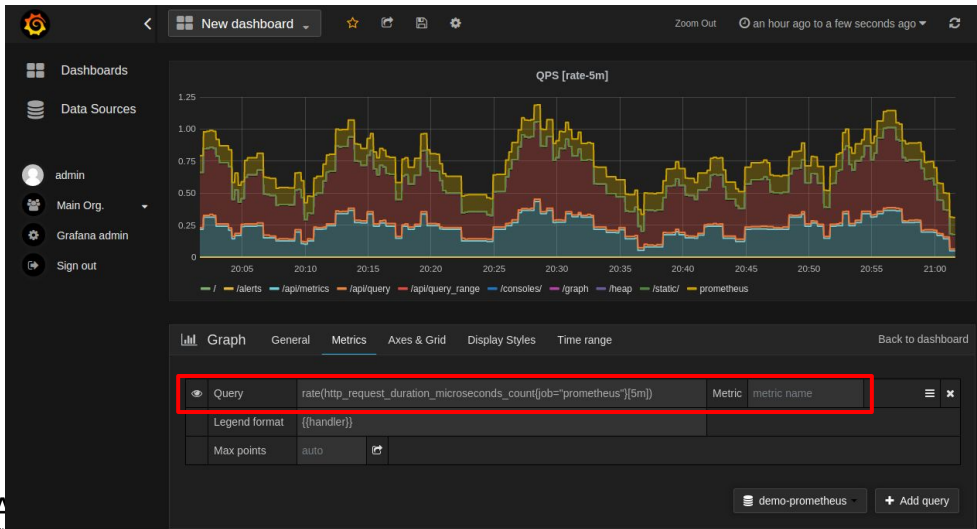 New dashboard
Zoom Out
an hour ago to a few seconds ago
Dashboards
Data Sources
admin
Main Org.
Grafana admin
Sign out
QPS [rate-5m]
1.25
1.00
0.75
0.50
0.25
0
20:05 20:10 20:15 20:20 20:25 20:30 20:35 20:40 20:45 20:50 20:55 21:00
/ /alerts /api/metrics /api/query /api/query_range /consoles/ /graph /heap /static/ prometheus
Graph General Metrics Axes & Grid Display Styles Time range Back to dashboard
Query rate(http_request_duration_microseconds_count{job="prometheus"}[5m]) Metric metric name
Legend format {{handler}}
Max points auto
demo-prometheus + Add query